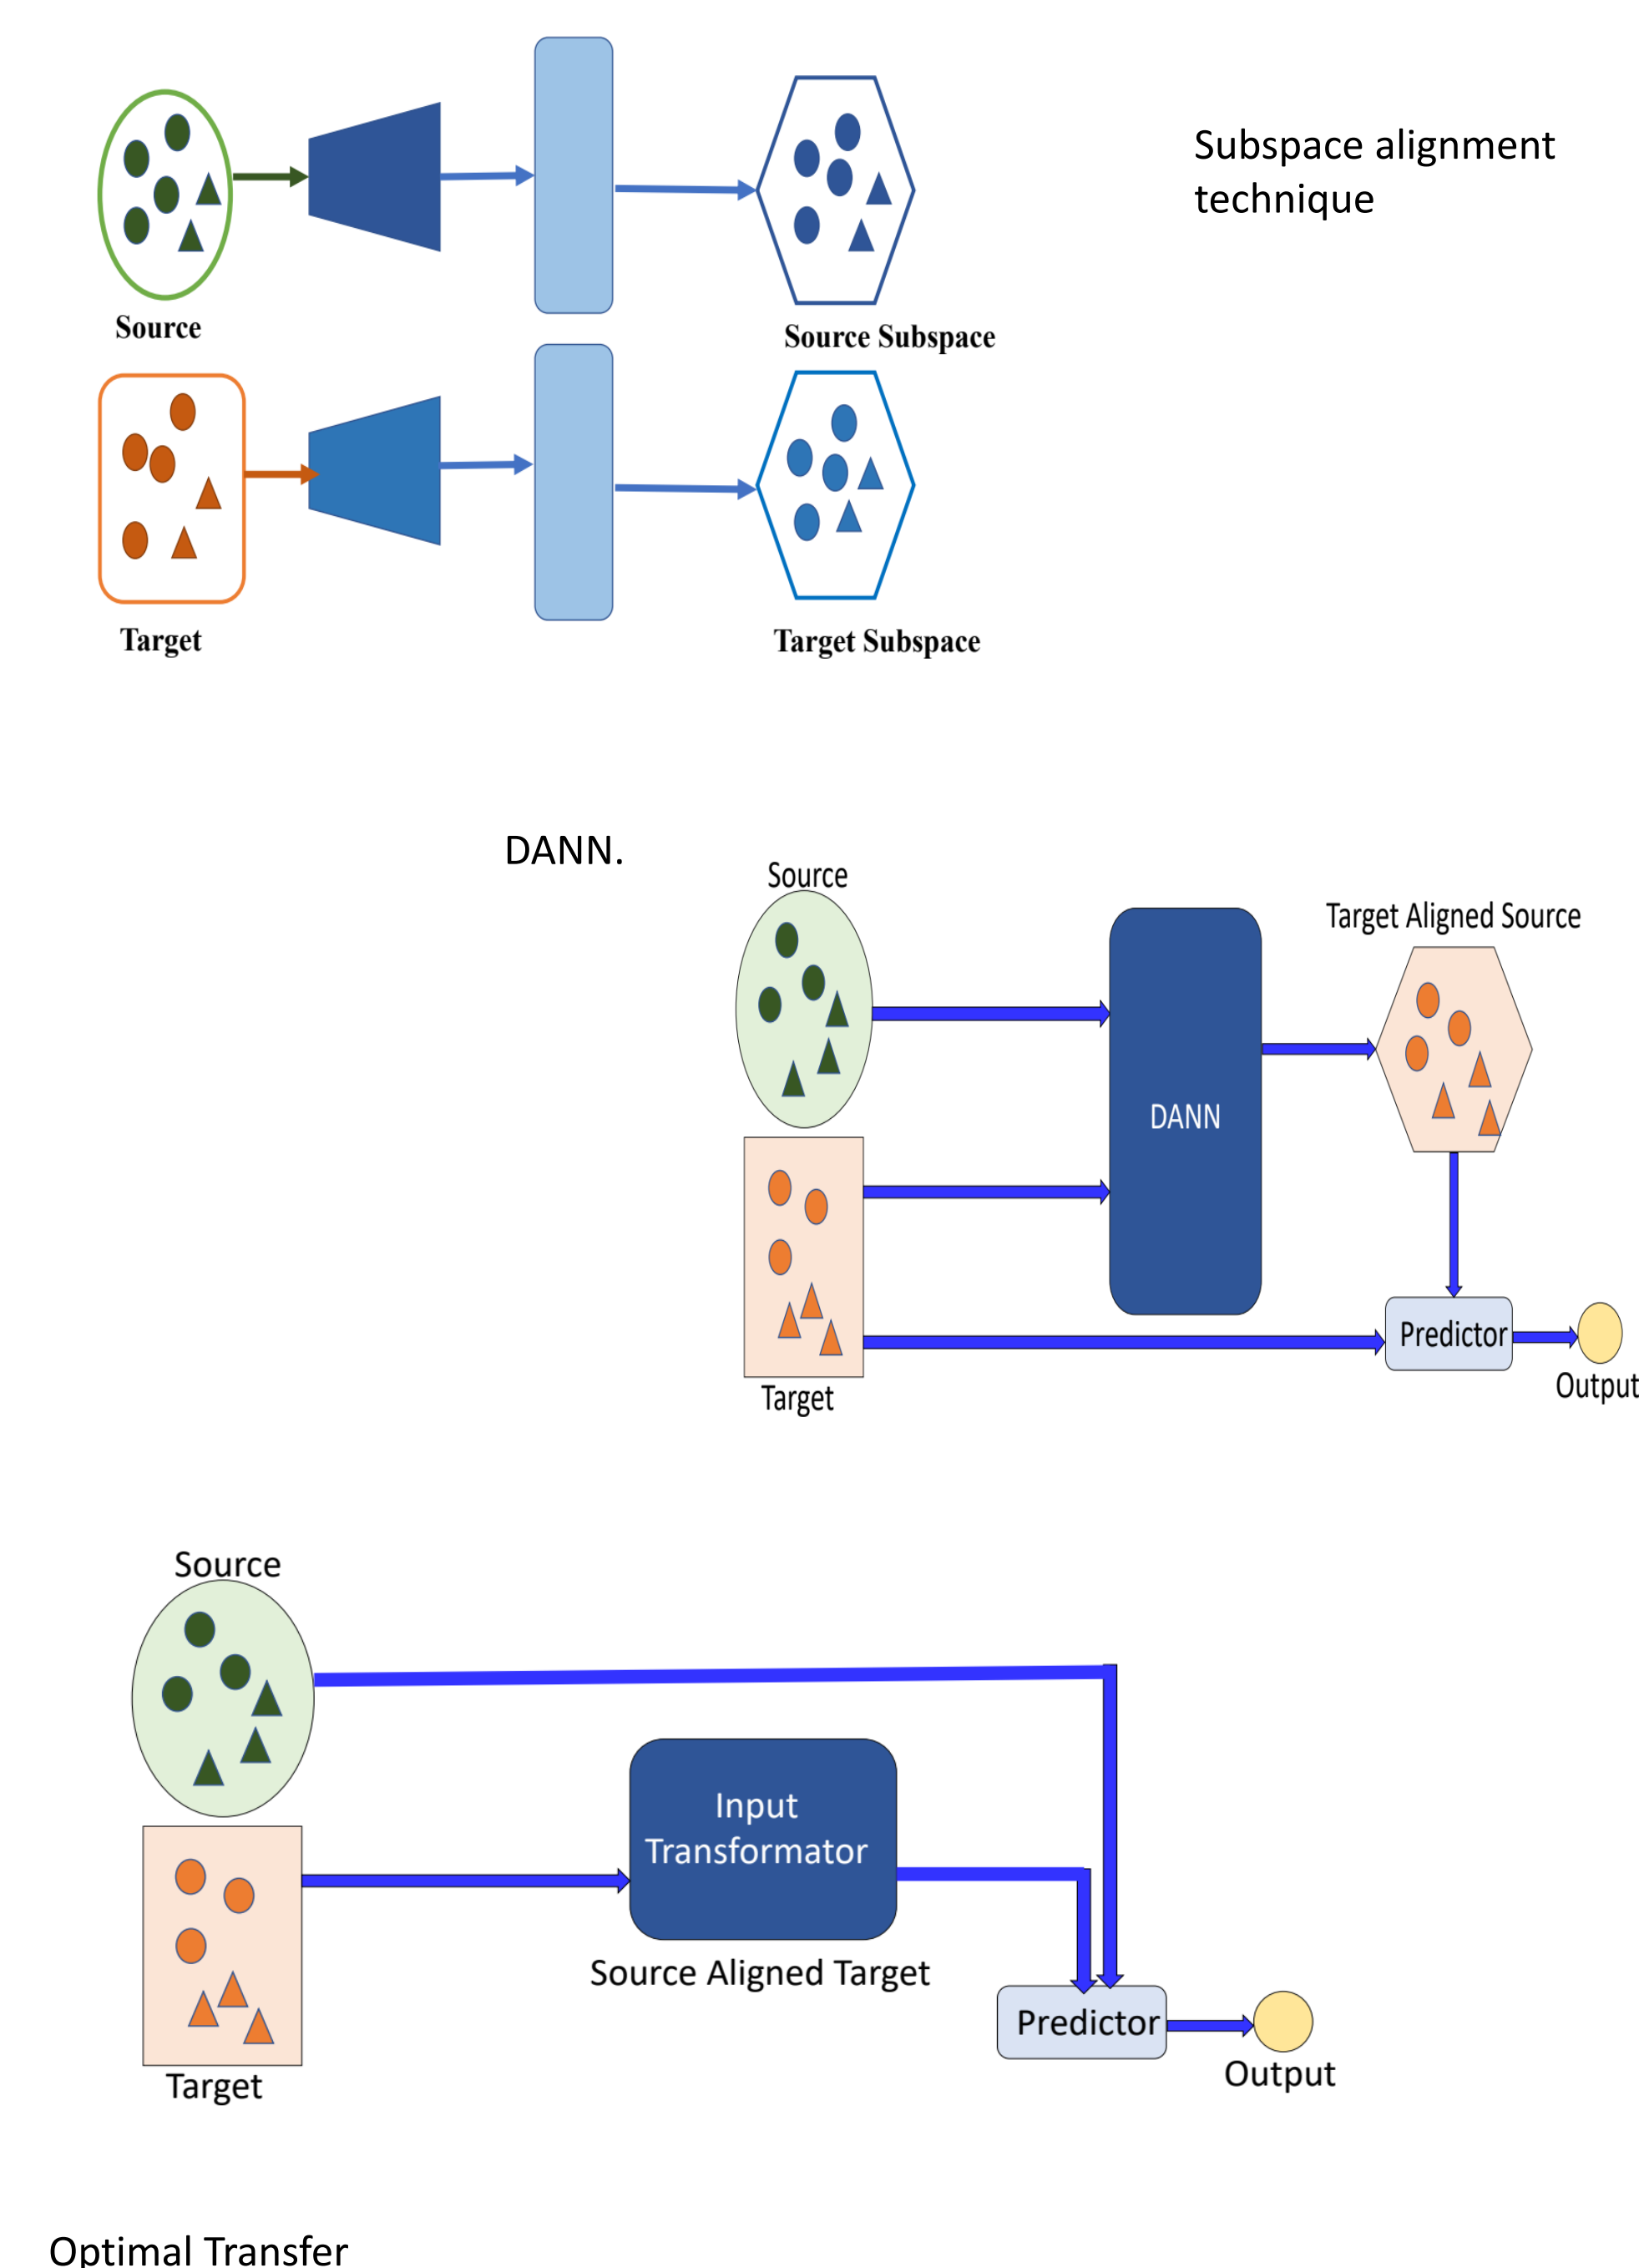 Subspace alignment
technique
Source
Source Subspace
Target
Target Subspace
DANN.
Source
Target Aligned Source
DANN
Predictor
Output
Target
Source
Input
Transformator
Source Aligned Target
Predictor
Output
Target
Optimal Transfer